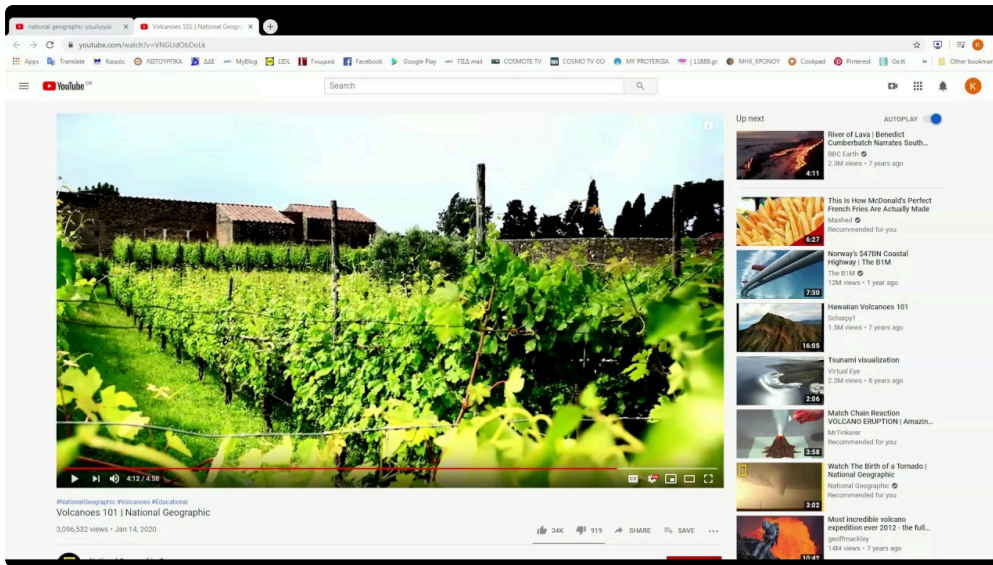 national geographic γεωλογία
Volcanoes 101 | National Geogra
youtube.com/watch?v=VNGUdObDoLk
Apps Translate Καιρός ΛΕΙΤΟΥΡΓΙΚΑ ΔΔΕ MyBlog LIDL Γνωμικά Facebook Google Play ΠΣΔ mail COSMOTE TV COSMO TV GO MY PROTERGIA | 11888.gr ΜΗΧ_ΧΡΟΝΟΥ Cookpad Pinterest Ge.tt » Other bookmar
YouTube GR
Search
K
Up next
AUTOPLAY
River of Lava | Benedict
Cumberbatch Narrates South...
BBC Earth
2.3M views • 7 years ago
4:11
This Is How McDonald's Perfect
French Fries Are Actually Made
Mashed
Recommended for you
6:27
Norway's $47BN Coastal
Highway | The B1M
The B1M
12M views • 1 year ago
7:30
Hawaiian Volcanoes 101
Scharpy1
1.5M views • 7 years ago
16:05
Tsunami visualization
Virtual Eye
2.2M views • 8 years ago
2:06
Match Chain Reaction
VOLCANO ERUPTION | Amazin...
MrTinkerer
Recommended for you
3:58
Watch The Birth of a Tornado |
National Geographic
National Geographic
Recommended for you
3:02
Most incredible volcano
expedition ever 2012 - the full...
geoffmackley
14M views • 7 years ago
10:42
4:12 / 4:58
#NationalGeographic #Volcanoes #Educational
Volcanoes 101 | National Geographic
3,096,532 views • Jan 14, 2020
34K 919 SHARE SAVE